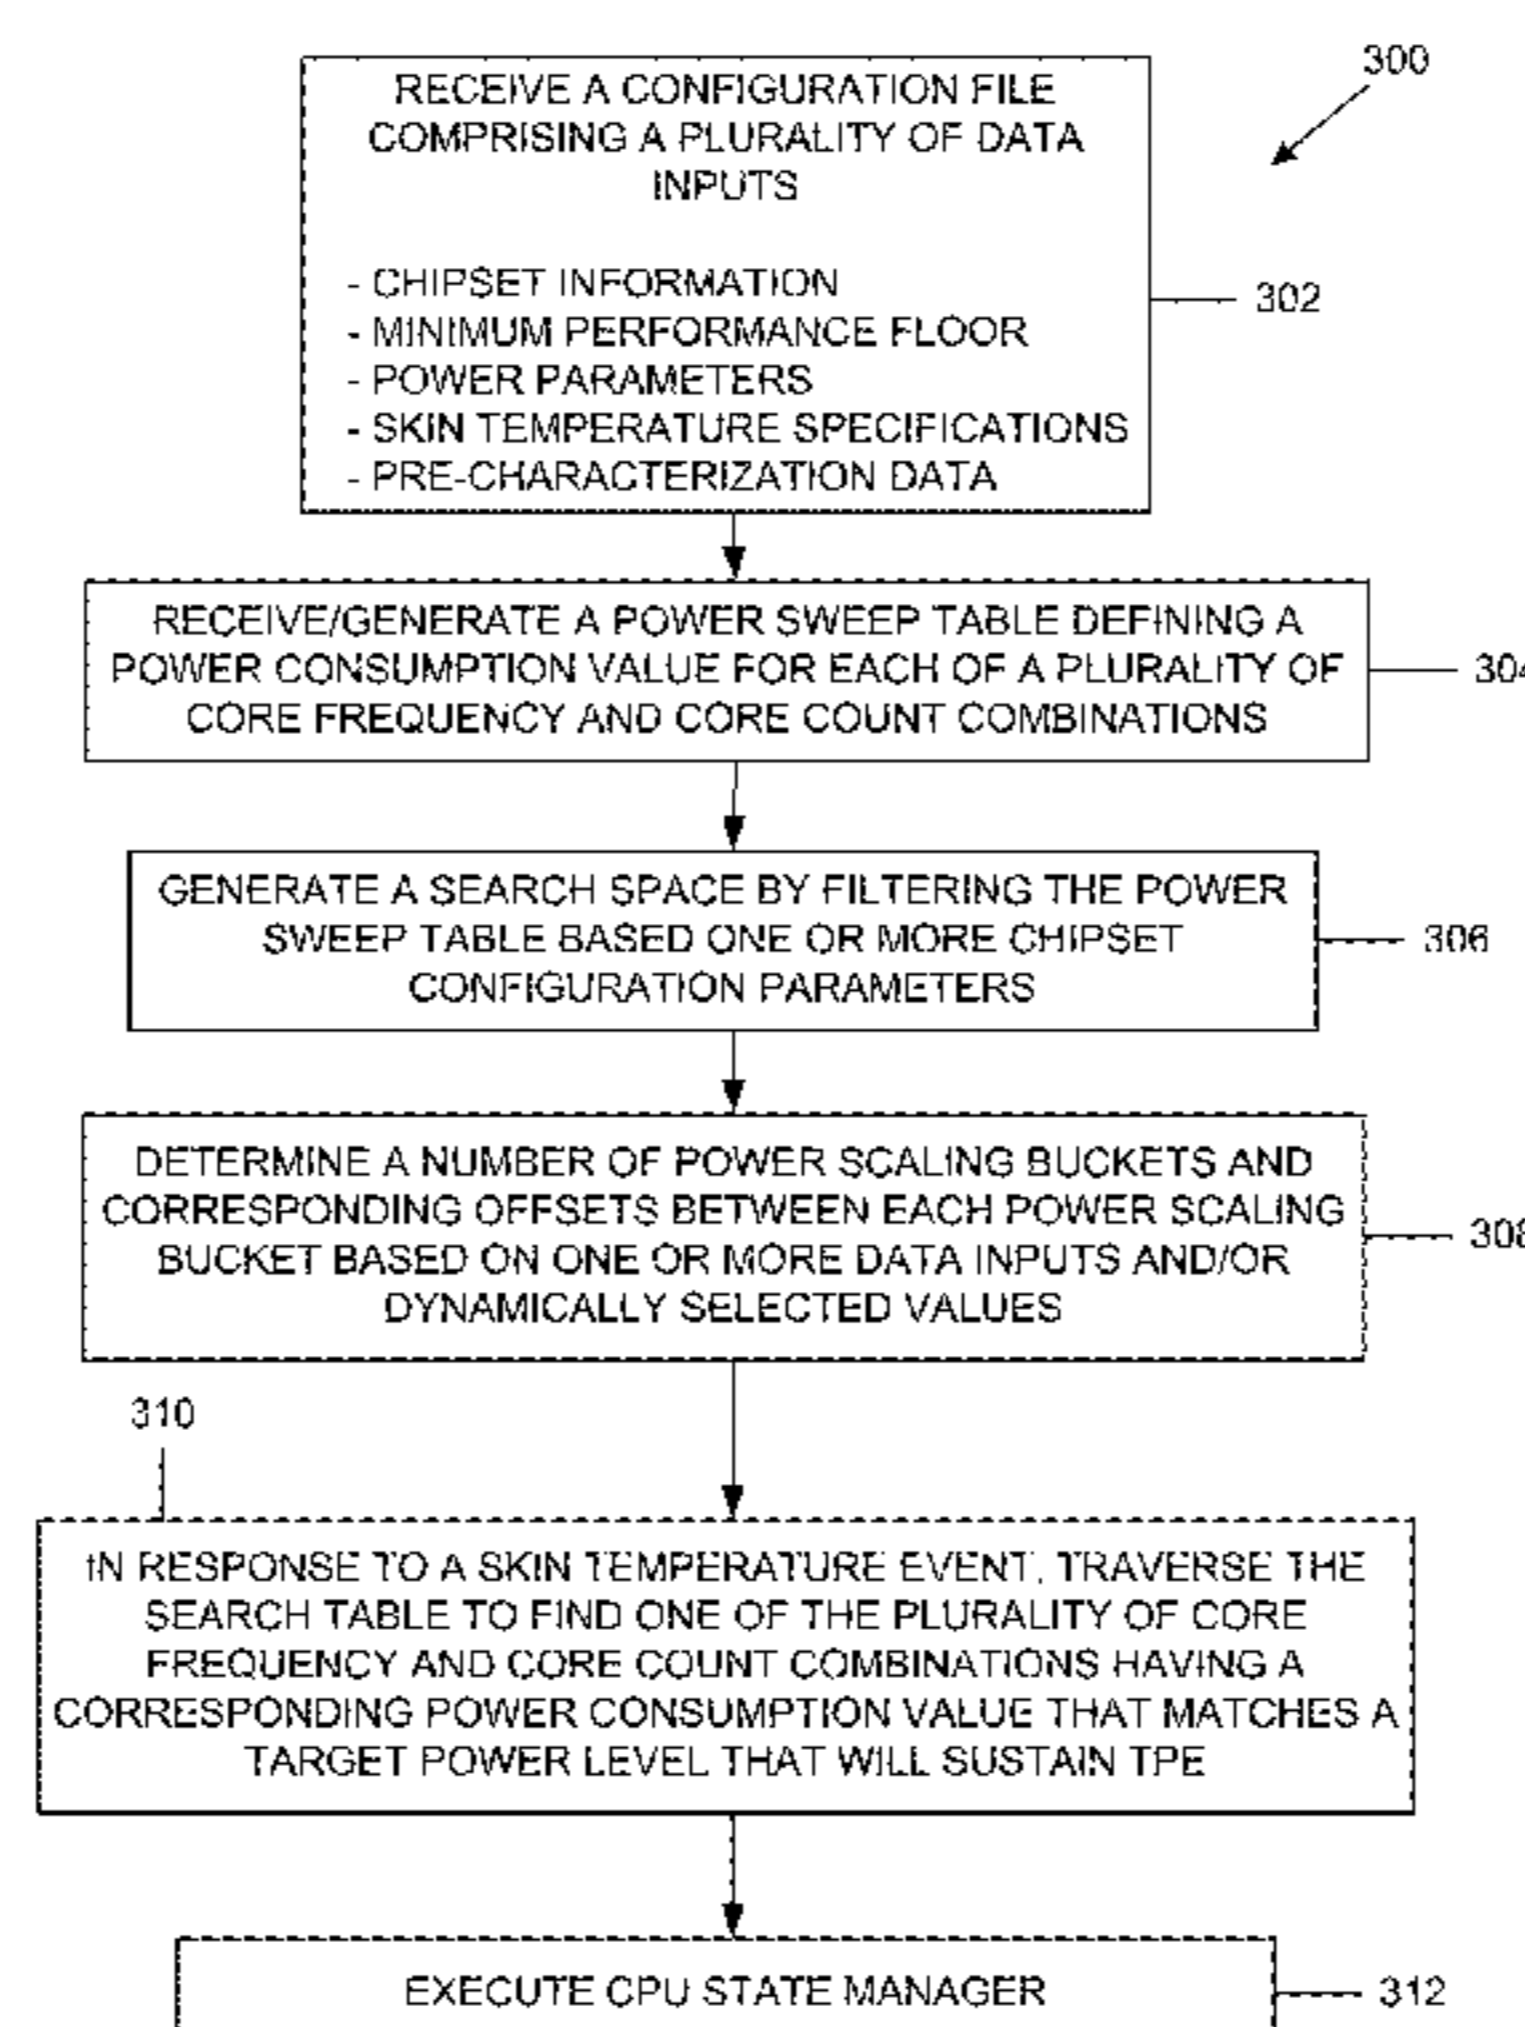 300
RECEIVE A CONFIGURATION FILE
COMPRISING A PLURALITY OF DATA
INPUTS
- CHIPSET INFORMATION
- MINIMUM PERFORMANCE FLOOR
- POWER PARAMETERS
- SKIN TEMPERATURE SPECIFICATIONS
- PRE-CHARACTERIZATION DATA
302
RECEIVE/GENERATE A POWER SWEEP TABLE DEFINING A
POWER CONSUMPTION VALUE FOR EACH OF A PLURALITY OF
CORE FREQUENCY AND CORE COUNT COMBINATIONS
304
GENERATE A SEARCH SPACE BY FILTERING THE POWER
SWEEP TABLE BASED ONE OR MORE CHIPSET
CONFIGURATION PARAMETERS
306
DETERMINE A NUMBER OF POWER SCALING BUCKETS AND
CORRESPONDING OFFSETS BETWEEN EACH POWER SCALING
BUCKET BASED ON ONE OR MORE DATA INPUTS AND/OR
DYNAMICALLY SELECTED VALUES
308
310
IN RESPONSE TO A SKIN TEMPERATURE EVENT, TRAVERSE THE
SEARCH TABLE TO FIND ONE OF THE PLURALITY OF CORE
FREQUENCY AND CORE COUNT COMBINATIONS HAVING A
CORRESPONDING POWER CONSUMPTION VALUE THAT MATCHES A
TARGET POWER LEVEL THAT WILL SUSTAIN TPE
EXECUTE CPU STATE MANAGER
312